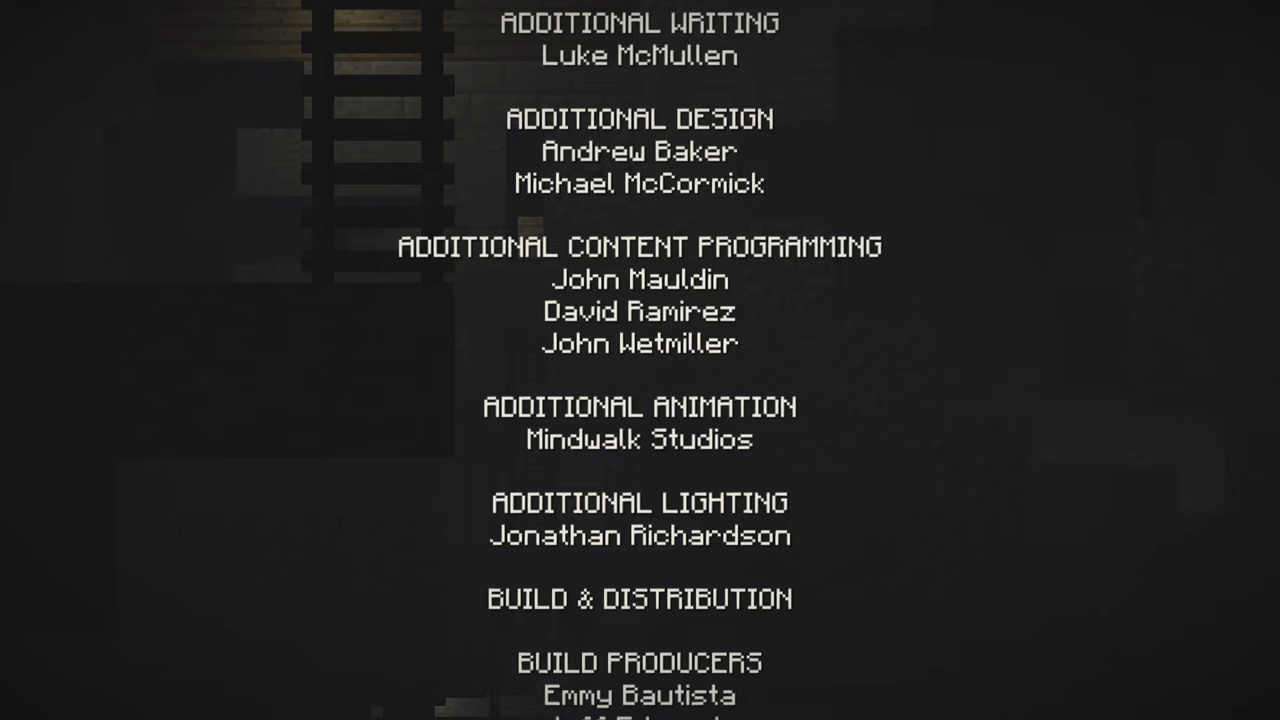 ADDITIONAL WRITING
Luke McMullen
ADDITIONAL DESIGN
Andrew Baker
Michael McCormick
ADDITIONAL CONTENT PROGRAMMING
John Mauldin
David Ramirez
John Wetmiller
ADDITIONAL ANIMATION
Mindwalk Studios
ADDITIONAL LIGHTING
Jonathan Richardson
BUILD & DISTRIBUTION
BUILD PRODUCERS
Emmy Bautista